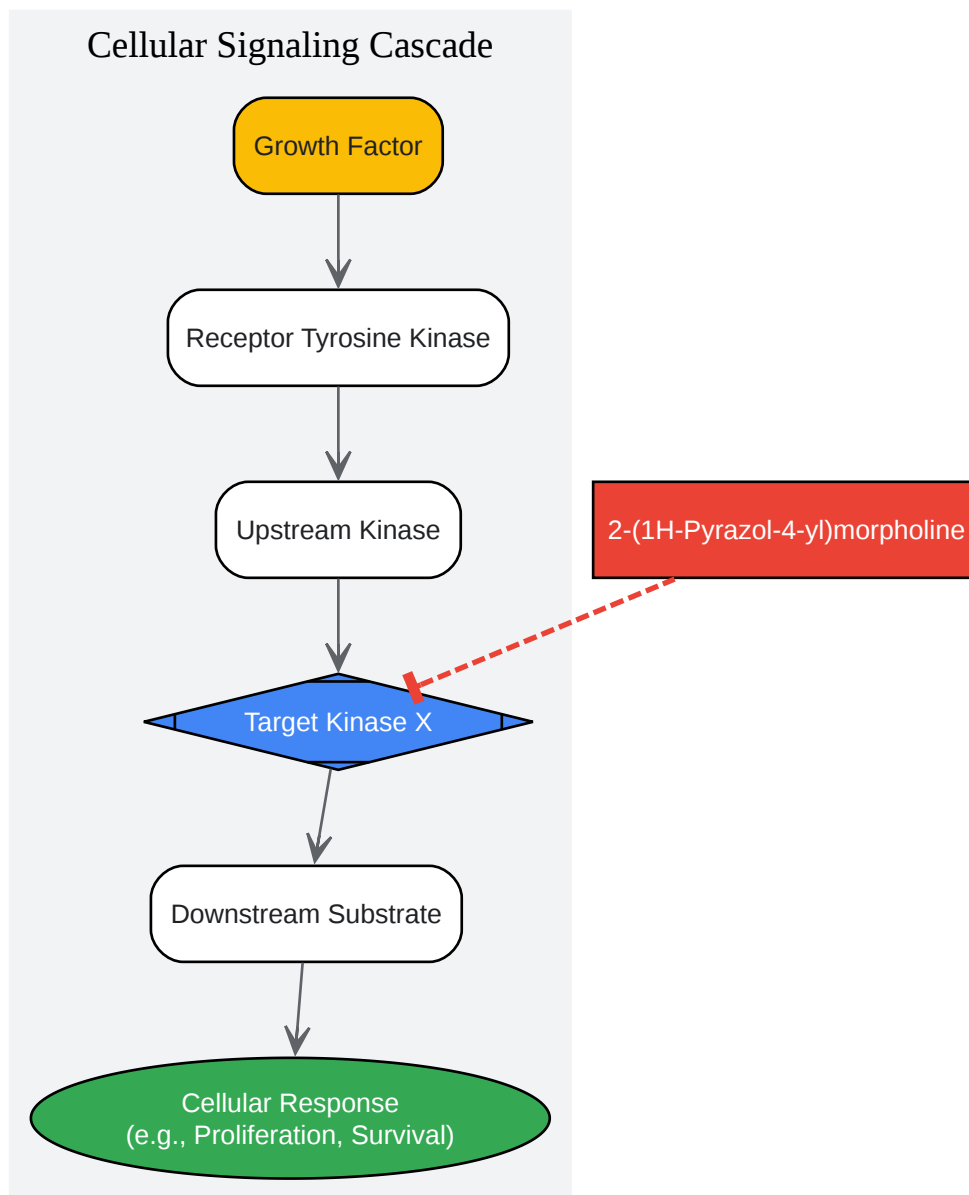 Cellular Signaling Cascade
Growth Factor
Receptor Tyrosine Kinase
Upstream Kinase
2-(1H-Pyrazol-4-yl)morpholine
Target Kinase X
Downstream Substrate
Cellular Response
(e.g., Proliferation, Survival)